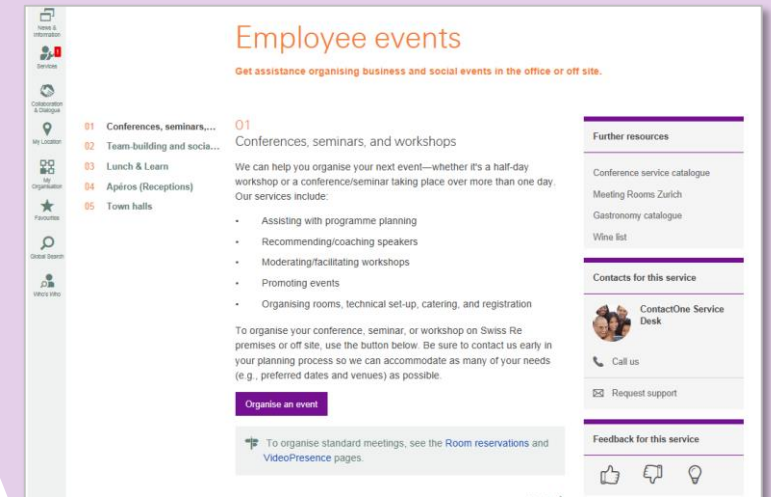 News &
Information
Services
Collaboration
& Dialogue
My Location
My
Organisation
Favourites
Global Search
Who's Who
Employee events
Get assistance organising business and social events in the office or off site.
01 Conferences, seminars,...
02 Team-building and socia...
03 Lunch & Learn
04 Apéros (Receptions)
05 Town halls
01
Conferences, seminars, and workshops
We can help you organise your next event—whether it's a half-day
workshop or a conference/seminar taking place over more than one day.
Our services include:
• Assisting with programme planning
• Recommending/coaching speakers
• Moderating/facilitating workshops
• Promoting events
• Organising rooms, technical set-up, catering, and registration
To organise your conference, seminar, or workshop on Swiss Re
premises or off site, use the button below. Be sure to contact us early in
your planning process so we can accommodate as many of your needs
(e.g., preferred dates and venues) as possible.
Organise an event
To organise standard meetings, see the Room reservations and
VideoPresence pages.
Further resources
Conference service catalogue
Meeting Rooms Zurich
Gastronomy catalogue
Wine list
Contacts for this service
ContactOne Service
Desk
Call us
Request support
Feedback for this service